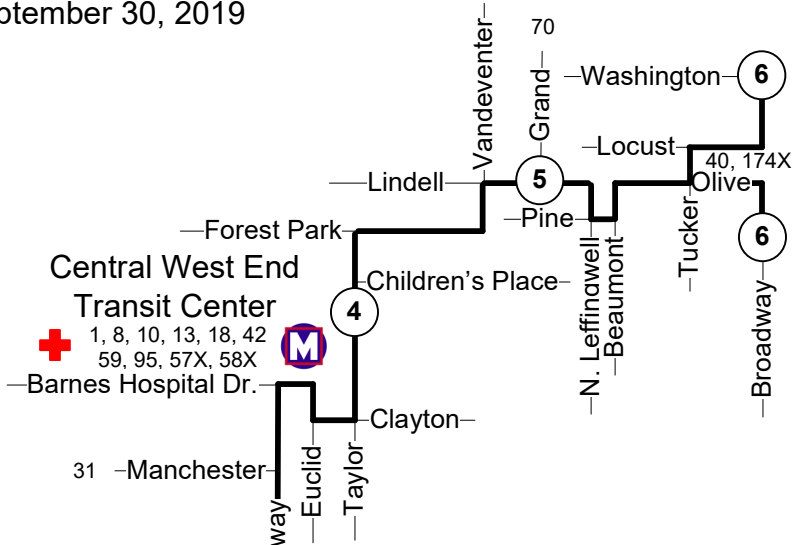 ptember 30, 2019
70
Vandeventer
Grand
Washington
6
Locust
40, 174X
Lindell
5
Olive
Pine
Forest Park
6
Central West End
Transit Center
Children's Place
4
1, 8, 10, 13, 18, 42
59, 95, 57X, 58X
M
N. Leffingwell
Beaumont
Tucker
Broadway
Barnes Hospital Dr.
Clayton
31
Manchester
Euclid
Taylor
way